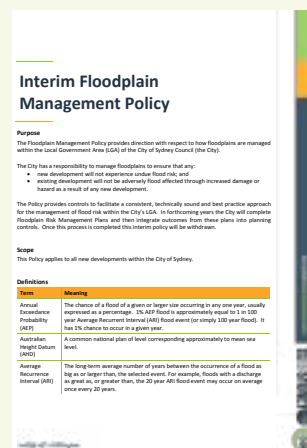 Interim Floodplain
Management Policy
Purpose
The Floodplain Management Policy provides direction with respect to how floodplains are managed
within the Local Government Area (LGA) of the City of Sydney Council (the City).
The City has a responsibility to manage floodplains to ensure that any:
• new development will not experience undue flood risk; and
• existing development will not be adversely flood affected through increased damage or
hazard as a result of any new development.
The Policy provides controls to facilitate a consistent, technically sound and best practice approach
for the management of flood risk within the City's LGA. In forthcoming years the City will complete
Floodplain Risk Management Plans and then integrate outcomes from these plans into planning
controls. Once this process is completed this interim policy will be withdrawn.
Scope
This Policy applies to all new developments within the City of Sydney.
Definitions
Term Meaning
Annual The chance of a flood of a given or larger size occurring in any one year, usually
Exceedance expressed as a percentage. 1% AEP flood is approximately equal to 1 in 100
Probability year Average Recurrence Interval (ARI) flood event (or simply 100 year flood). It
(AEP) has 1% chance to occur in a given year.
Australian A common national plan of level corresponding approximately to mean sea
Height Datum level.
(AHD)
Average The long-term average number of years between the occurrence of a flood as
Recurrence big as or larger than, the selected event. For example, floods with a discharge
Interval (ARI) as great as, or greater than, the 20 year ARI flood event may occur on average
once every 20 years.